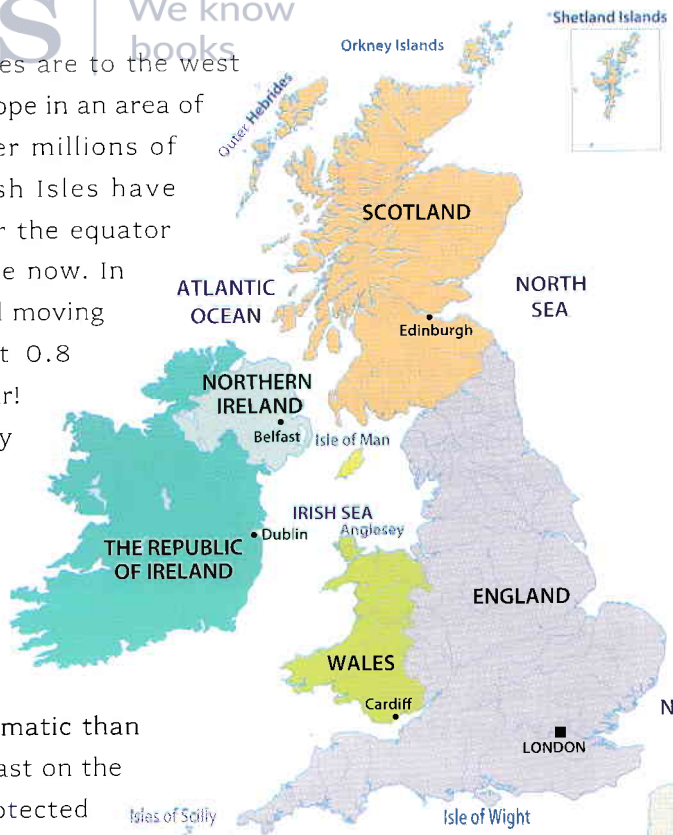 S
We know
books
es are to the west
ope in an area of
er millions of
sh Isles have
r the equator
e now. In
l moving
t 0.8
r!
y
matic than
ast on the
otected
Shetland Islands
Orkney Islands
Outer Hebrides
SCOTLAND
ATLANTIC
OCEAN
NORTH
SEA
Edinburgh
NORTHERN
IRELAND
Belfast
Isle of Man
IRISH SEA
Anglesey
Dublin
THE REPUBLIC
OF IRELAND
ENGLAND
WALES
Cardiff
N
LONDON
Isles of Scilly
Isle of Wight